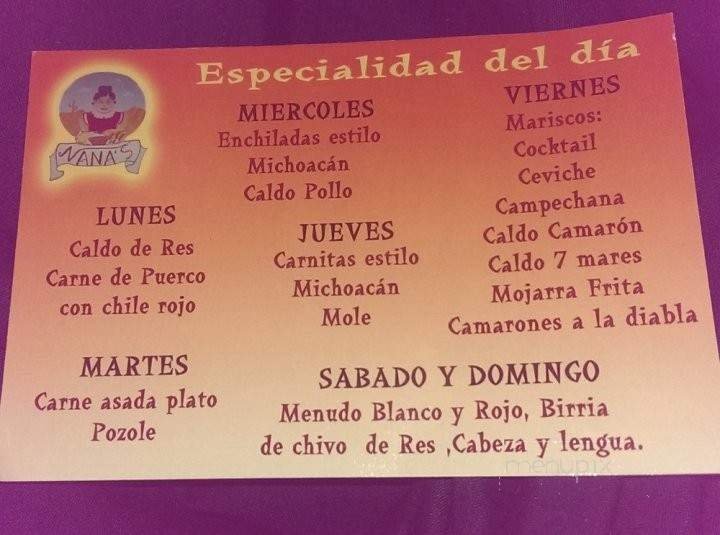 Especialidad del día
NANA'S
LUNES
Caldo de Res
Carne de Puerco
con chile rojo
MARTES
Carne asada plato
Pozole
MIERCOLES
Enchiladas estilo
Michoacán
Caldo Pollo
JUEVES
Carnitas estilo
Michoacán
Mole
VIERNES
Mariscos:
Cocktail
Ceviche
Campechana
Caldo Camarón
Caldo 7 mares
Mojarra Frita
Camarones a la diabla
SABADO Y DOMINGO
Menudo Blanco y Rojo, Birria
de chivo de Res ,Cabeza y lengua.
menupix